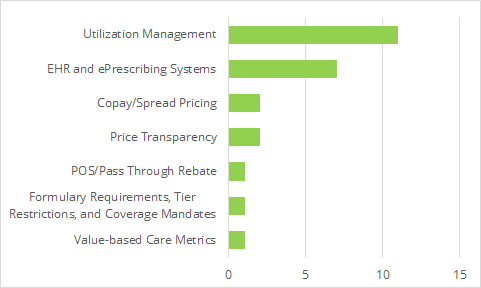 Utilization Management
EHR and ePrescribing Systems
Copay/Spread Pricing
Price Transparency
POS/Pass Through Rebate
Formulary Requirements, Tier
Restrictions, and Coverage Mandates
Value-based Care Metrics
0 5 10 15